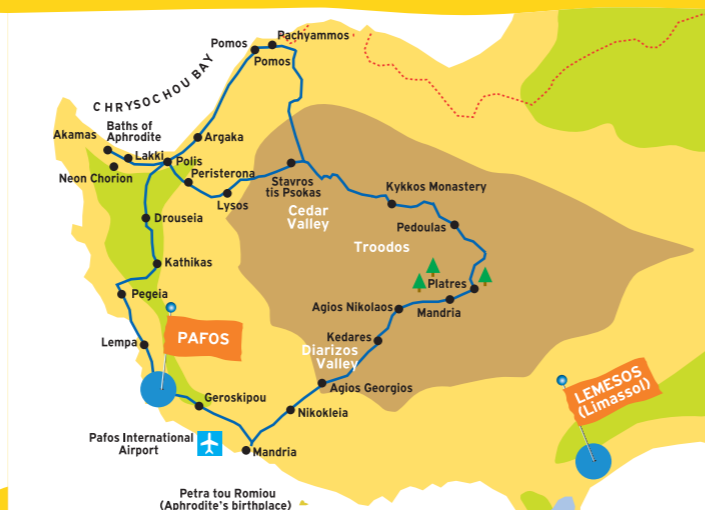 Pachyammos
Pomos
Pomos
CHRYSOCHOU BAY
Akamas
Baths of
Aphrodite
Lakki
Neon Chorion
Polis
Argaka
Peristerona
Lysos
Stavros
tis Psokas
Kykkos Monastery
Cedar
Valley
Pedoulas
Troodos
Drouseia
Kathikas
Pegeia
Platres
Mandria
Agios Nikolaos
PAFOS
Lempa
Kedares
Diarizos
Valley
Agios Georgios
LEMESOS
(Limassol)
Geroskipou
Nikokleia
Pafos International
Airport
Mandria
Petra tou Romiou
(Aphrodite's birthplace)